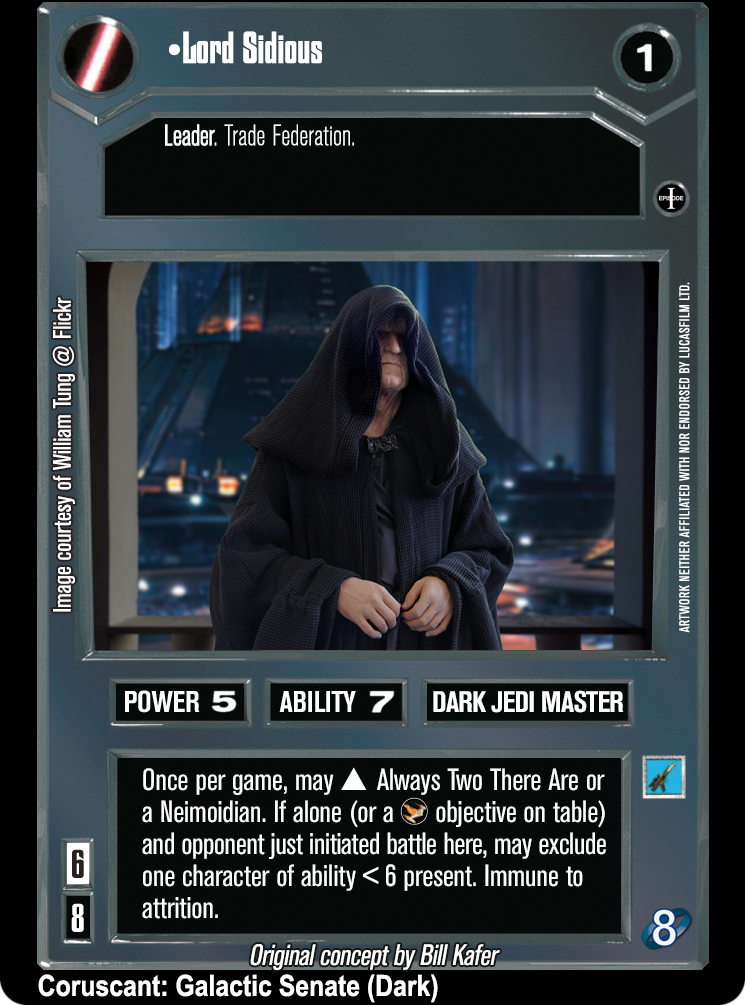 •Lord Sidious
1
Leader. Trade Federation.
EPISODE
I
Image courtesy of William Tung @ Flickr
ARTWORK NEITHER AFFILIATED WITH NOR ENDORSED BY LUCASFILM LTD.
POWER 5
ABILITY 7
DARK JEDI MASTER
Once per game, may ▲ Always Two There Are or
a Neimoidian. If alone (or a objective on table)
and opponent just initiated battle here, may exclude
one character of ability < 6 present. Immune to
attrition.
6
8
8
Original concept by Bill Kafer
Coruscant: Galactic Senate (Dark)